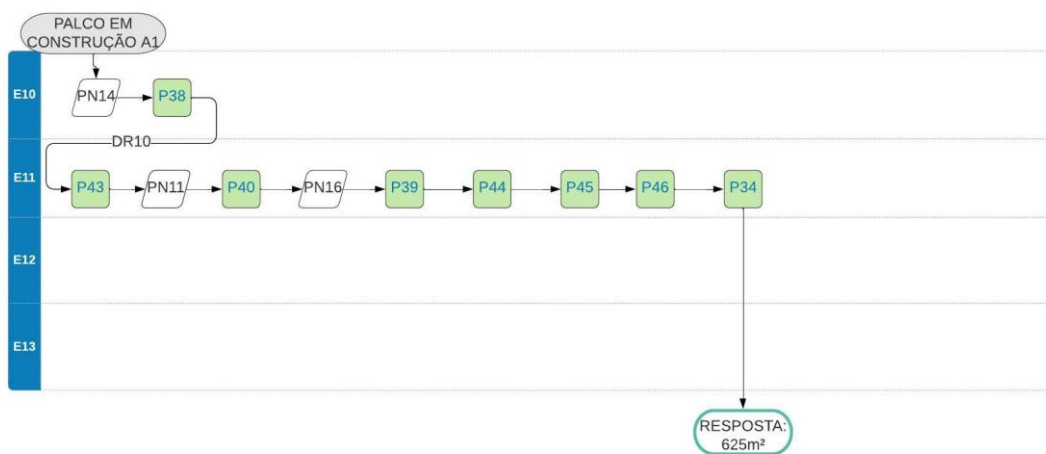 PALCO EM
CONSTRUÇÃO A1
E10
PN14
P38
DR10
E11
P43
PN11
P40
PN16
P39
P44
P45
P46
P34
E12
E13
RESPOSTA:
625m²